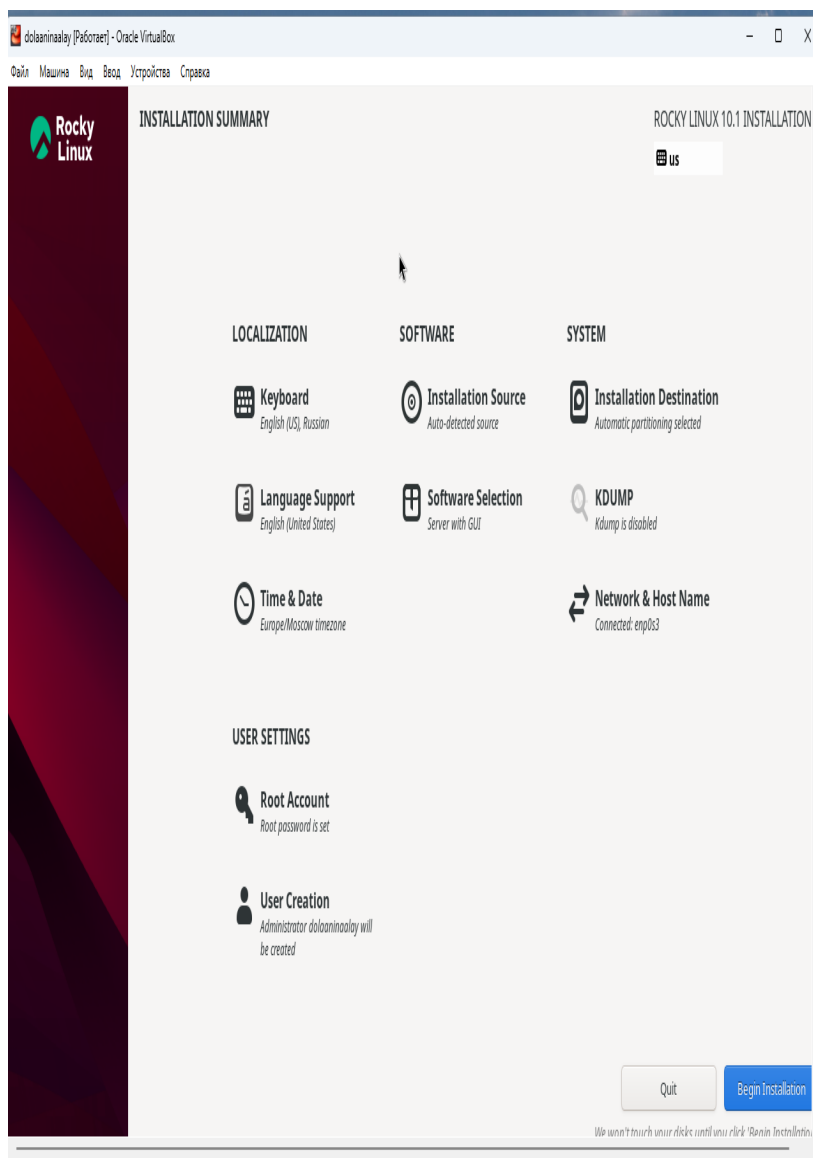 dolaaninaalay [Работает] - Oracle VirtualBox
Файл Машина Вид Ввод Устройства Справка
Rocky
Linux
INSTALLATION SUMMARY
ROCKY LINUX 10.1 INSTALLATION
us
LOCALIZATION
Keyboard
English (US), Russian
Language Support
English (United States)
Time & Date
Europe/Moscow timezone
SOFTWARE
Installation Source
Auto-detected source
Software Selection
Server with GUI
SYSTEM
Installation Destination
Automatic partitioning selected
KDUMP
Kdump is disabled
Network & Host Name
Connected: enp0s3
USER SETTINGS
Root Account
Root password is set
User Creation
Administrator dolaaninaalay will
be created
Quit
Begin Installation
We won't touch your disks until you click 'Begin Installatio